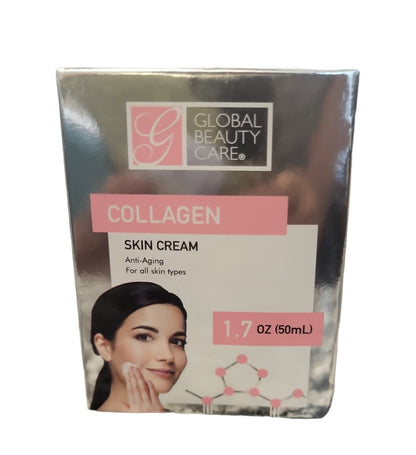 G
GLOBAL
BEAUTY
CARE®
COLLAGEN
SKIN CREAM
Anti-Aging
For all skin types
1.7 OZ (50mL)